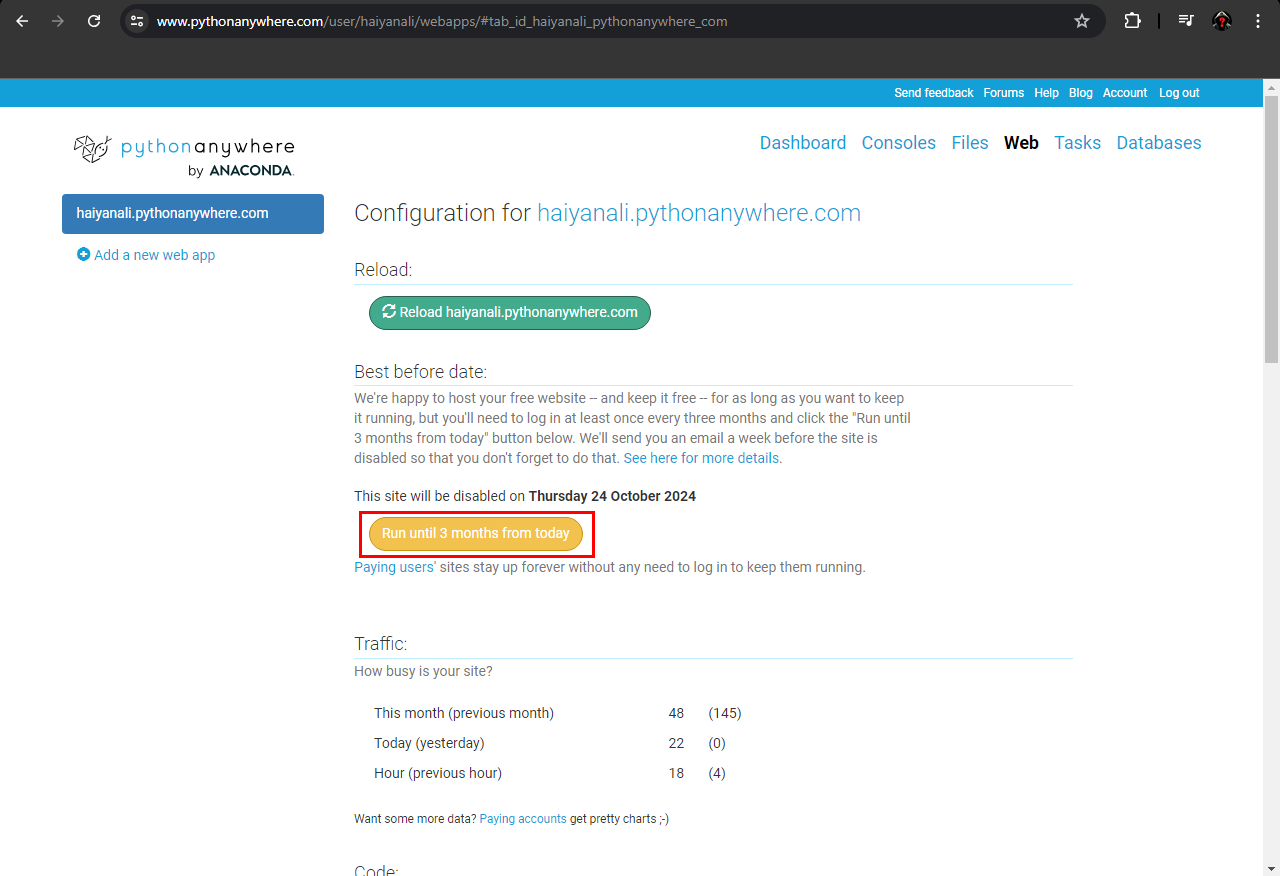 www.pythonanywhere.com/user/haiyanali/webapps/#tab_id_haiyanali_pythonanywhere_com
Send feedback Forums Help Blog Account Log out
pythonanywhere
by ANACONDA.
Dashboard Consoles Files Web Tasks Databases
haiyanali.pythonanywhere.com
Add a new web app
Configuration for haiyanali.pythonanywhere.com
Reload:
Reload haiyanali.pythonanywhere.com
Best before date:
We're happy to host your free website -- and keep it free -- for as long as you want to keep
it running, but you'll need to log in at least once every three months and click the "Run until
3 months from today" button below. We'll send you an email a week before the site is
disabled so that you don't forget to do that. See here for more details.
This site will be disabled on Thursday 24 October 2024
Run until 3 months from today
Paying users' sites stay up forever without any need to log in to keep them running.
Traffic:
How busy is your site?
This month (previous month) 48 (145)
Today (yesterday) 22 (0)
Hour (previous hour) 18 (4)
Want some more data? Paying accounts get pretty charts ;-)
Code: